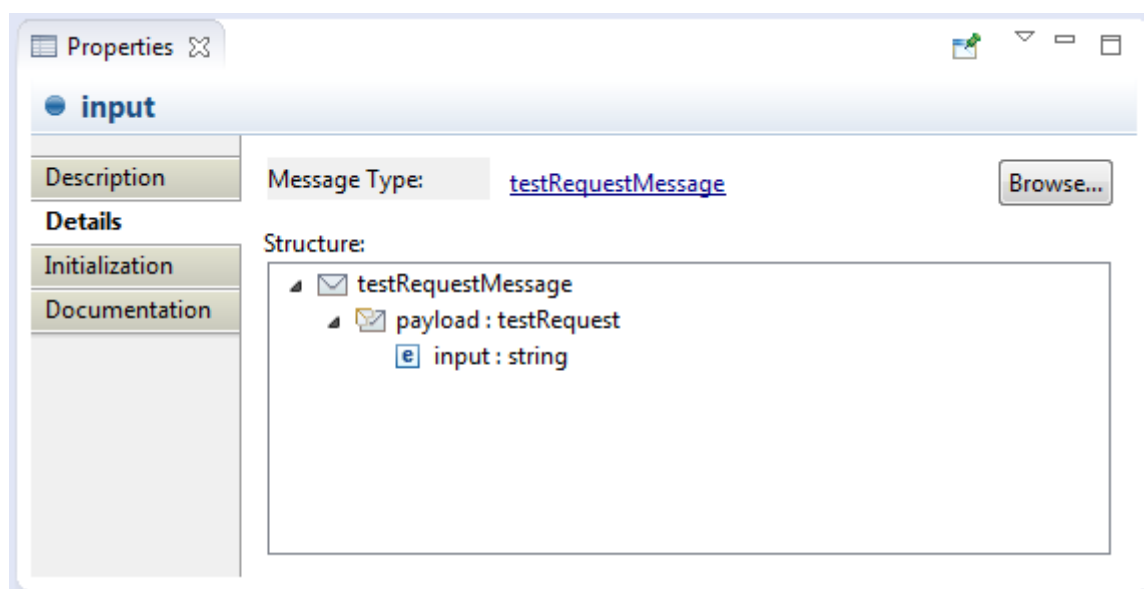 Properties
input
Description
Message Type: testRequestMessage Browse...
Details
Structure:
Initialization
testRequestMessage
Documentation
payload : testRequest
e input : string